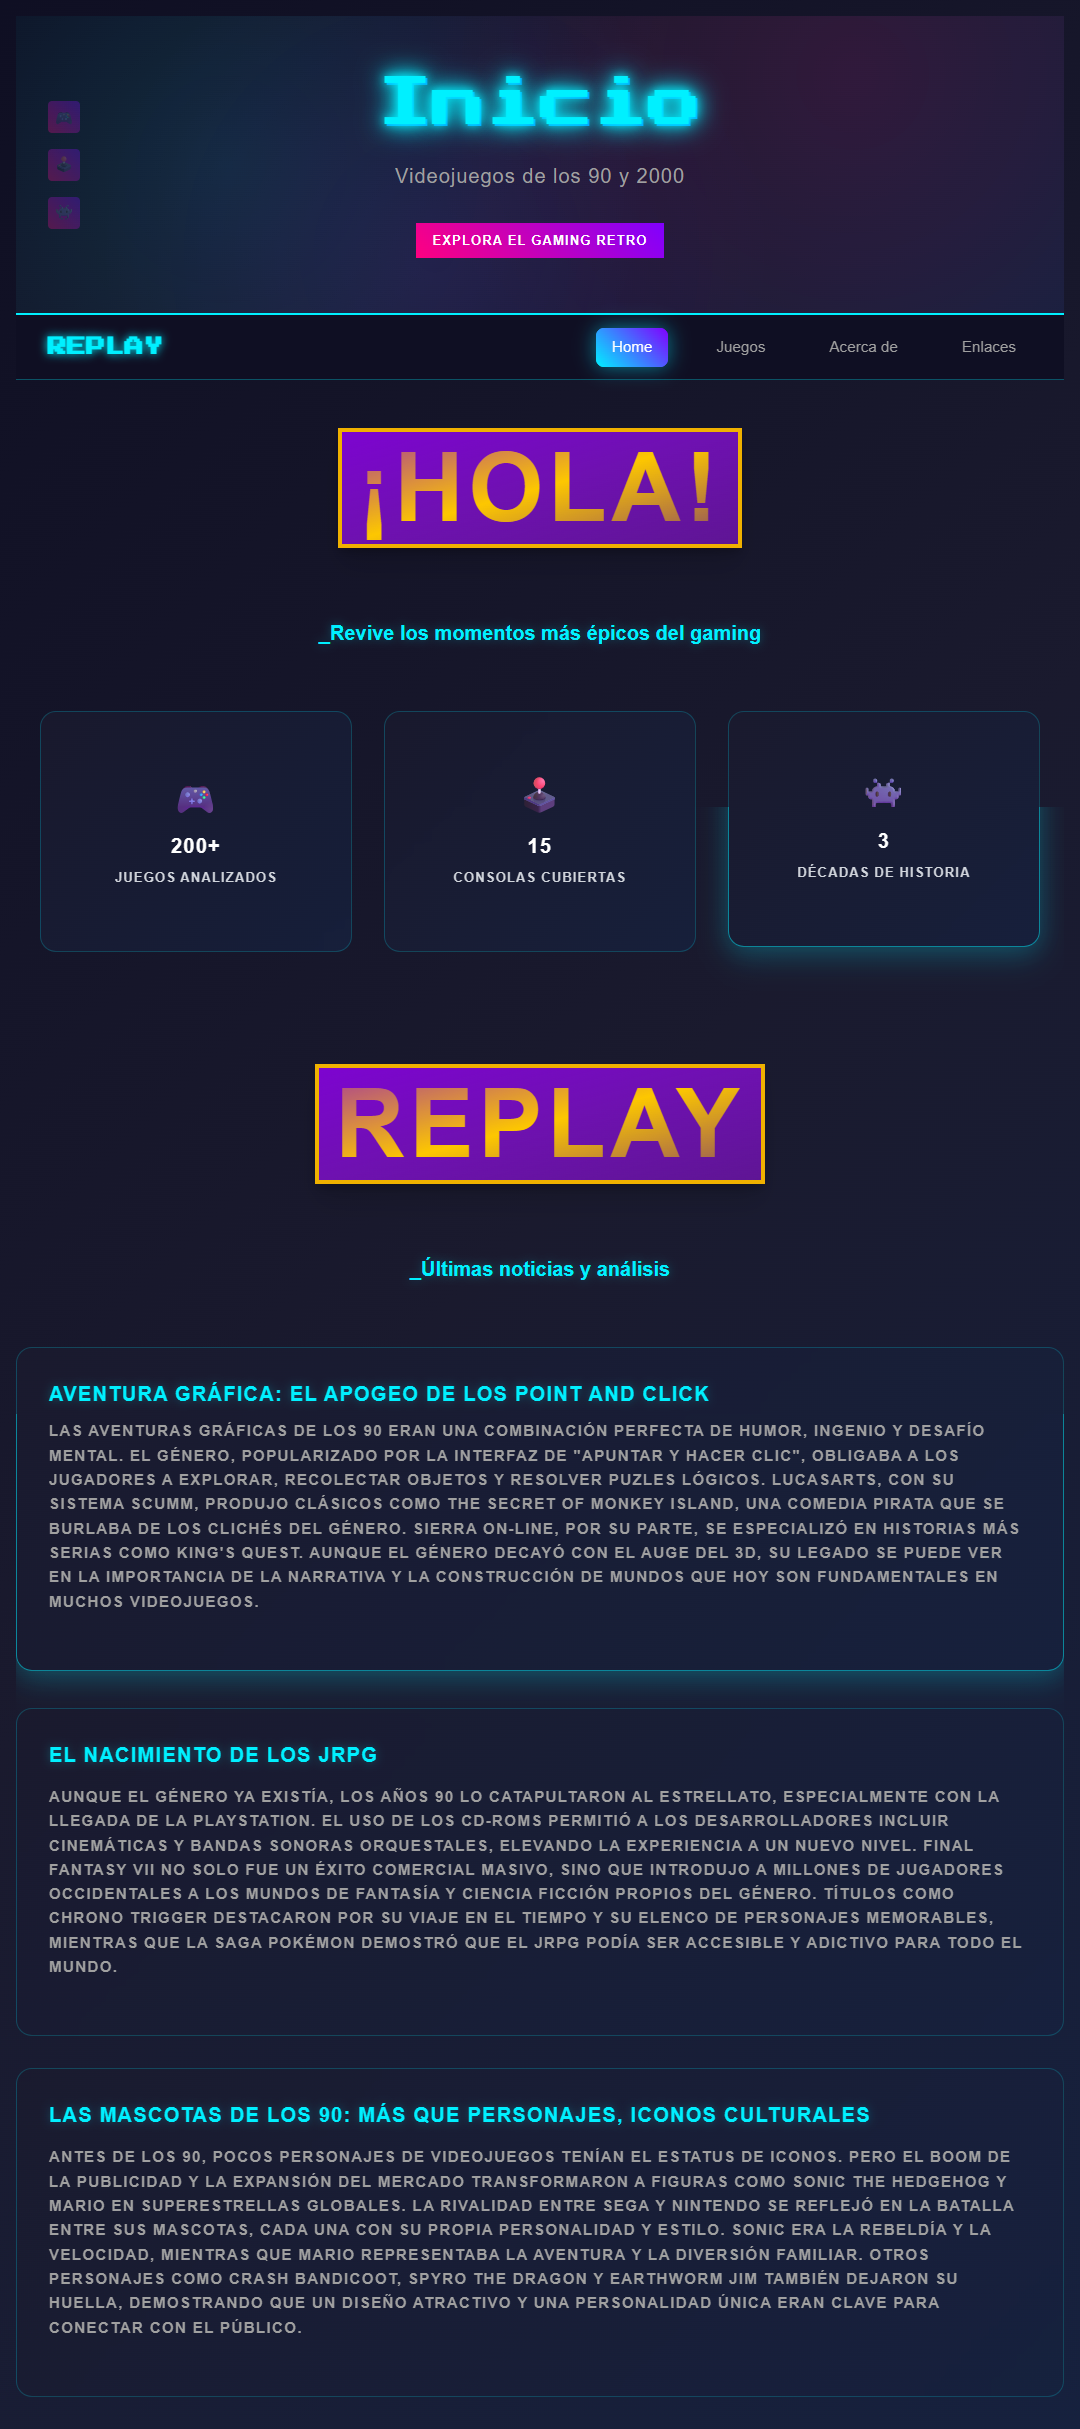 Inicio
Videojuegos de los 90 y 2000
EXPLORA EL GAMING RETRO
REPLAY
Home
Juegos
Acerca de
Enlaces
¡HOLA!
_Revive los momentos más épicos del gaming
200+
JUEGOS ANALIZADOS
15
CONSOLAS CUBIERTAS
3
DÉCADAS DE HISTORIA
REPLAY
_Últimas noticias y análisis
AVENTURA GRÁFICA: EL APOGEO DE LOS POINT AND CLICK
LAS AVENTURAS GRÁFICAS DE LOS 90 ERAN UNA COMBINACIÓN PERFECTA DE HUMOR, INGENIO Y DESAFÍO
MENTAL. EL GÉNERO, POPULARIZADO POR LA INTERFAZ DE "APUNTAR Y HACER CLIC", OBLIGABA A LOS
JUGADORES A EXPLORAR, RECOLECTAR OBJETOS Y RESOLVER PUZLES LÓGICOS. LUCASARTS, CON SU
SISTEMA SCUMM, PRODUJO CLÁSICOS COMO THE SECRET OF MONKEY ISLAND, UNA COMEDIA PIRATA QUE SE
BURLABA DE LOS CLICHÉS DEL GÉNERO. SIERRA ON-LINE, POR SU PARTE, SE ESPECIALIZÓ EN HISTORIAS MÁS
SERIAS COMO KING'S QUEST. AUNQUE EL GÉNERO DECAYÓ CON EL AUGE DEL 3D, SU LEGADO SE PUEDE VER
EN LA IMPORTANCIA DE LA NARRATIVA Y LA CONSTRUCCIÓN DE MUNDOS QUE HOY SON FUNDAMENTALES EN
MUCHOS VIDEOJUEGOS.
EL NACIMIENTO DE LOS JRPG
AUNQUE EL GÉNERO YA EXISTÍA, LOS AÑOS 90 LO CATAPULTARON AL ESTRELLATO, ESPECIALMENTE CON LA
LLEGADA DE LA PLAYSTATION. EL USO DE LOS CD-ROMS PERMITIÓ A LOS DESARROLLADORES INCLUIR
CINEMÁTICAS Y BANDAS SONORAS ORQUESTALES, ELEVANDO LA EXPERIENCIA A UN NUEVO NIVEL. FINAL
FANTASY VII NO SOLO FUE UN ÉXITO COMERCIAL MASIVO, SINO QUE INTRODUJO A MILLONES DE JUGADORES
OCCIDENTALES A LOS MUNDOS DE FANTASÍA Y CIENCIA FICCIÓN PROPIOS DEL GÉNERO. TÍTULOS COMO
CHRONO TRIGGER DESTACARON POR SU VIAJE EN EL TIEMPO Y SU ELENCO DE PERSONAJES MEMORABLES,
MIENTRAS QUE LA SAGA POKÉMON DEMOSTRÓ QUE EL JRPG PODÍA SER ACCESIBLE Y ADICTIVO PARA TODO EL
MUNDO.
LAS MASCOTAS DE LOS 90: MÁS QUE PERSONAJES, ICONOS CULTURALES
ANTES DE LOS 90, POCOS PERSONAJES DE VIDEOJUEGOS TENÍAN EL ESTATUS DE ICONOS. PERO EL BOOM DE
LA PUBLICIDAD Y LA EXPANSIÓN DEL MERCADO TRANSFORMARON A FIGURAS COMO SONIC THE HEDGEHOG Y
MARIO EN SUPERESTRELLAS GLOBALES. LA RIVALIDAD ENTRE SEGA Y NINTENDO SE REFLEJÓ EN LA BATALLA
ENTRE SUS MASCOTAS, CADA UNA CON SU PROPIA PERSONALIDAD Y ESTILO. SONIC ERA LA REBELDÍA Y LA
VELOCIDAD, MIENTRAS QUE MARIO REPRESENTABA LA AVENTURA Y LA DIVERSIÓN FAMILIAR. OTROS
PERSONAJES COMO CRASH BANDICOOT, SPYRO THE DRAGON Y EARTHWORM JIM TAMBIÉN DEJARON SU
HUELLA, DEMOSTRANDO QUE UN DISEÑO ATRACTIVO Y UNA PERSONALIDAD ÚNICA ERAN CLAVE PARA
CONECTAR CON EL PÚBLICO.